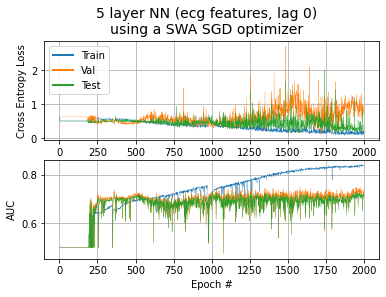 5 layer NN (ecg features, lag 0)
using a SWA SGD optimizer
Cross Entropy Loss
2
1
0
Train
Val
Test
0 250 500 750 1000 1250 1500 1750 2000
AUC
0.8
0.6
0 250 500 750 1000 1250 1500 1750 2000
Epoch #